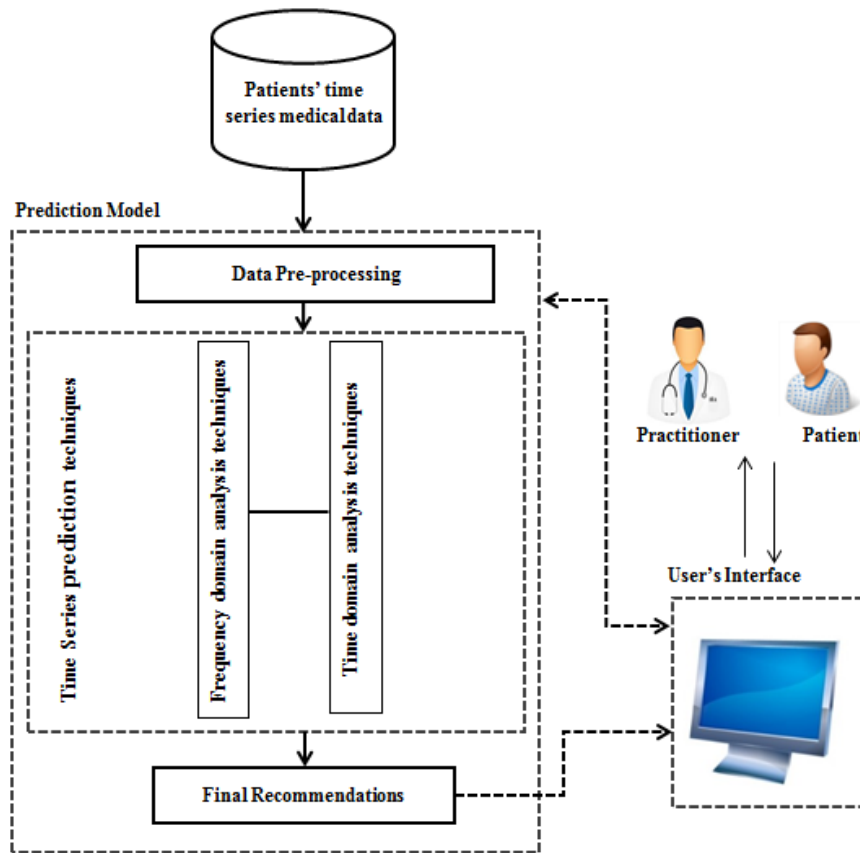 Patients’ time
series medical data
Prediction Model
Data Pre-processing
Time Series prediction techniques
Frequency domain analysis techniques
Time domain analysis techniques
Practitioner
Patient
User’s Interface
Final Recommendations